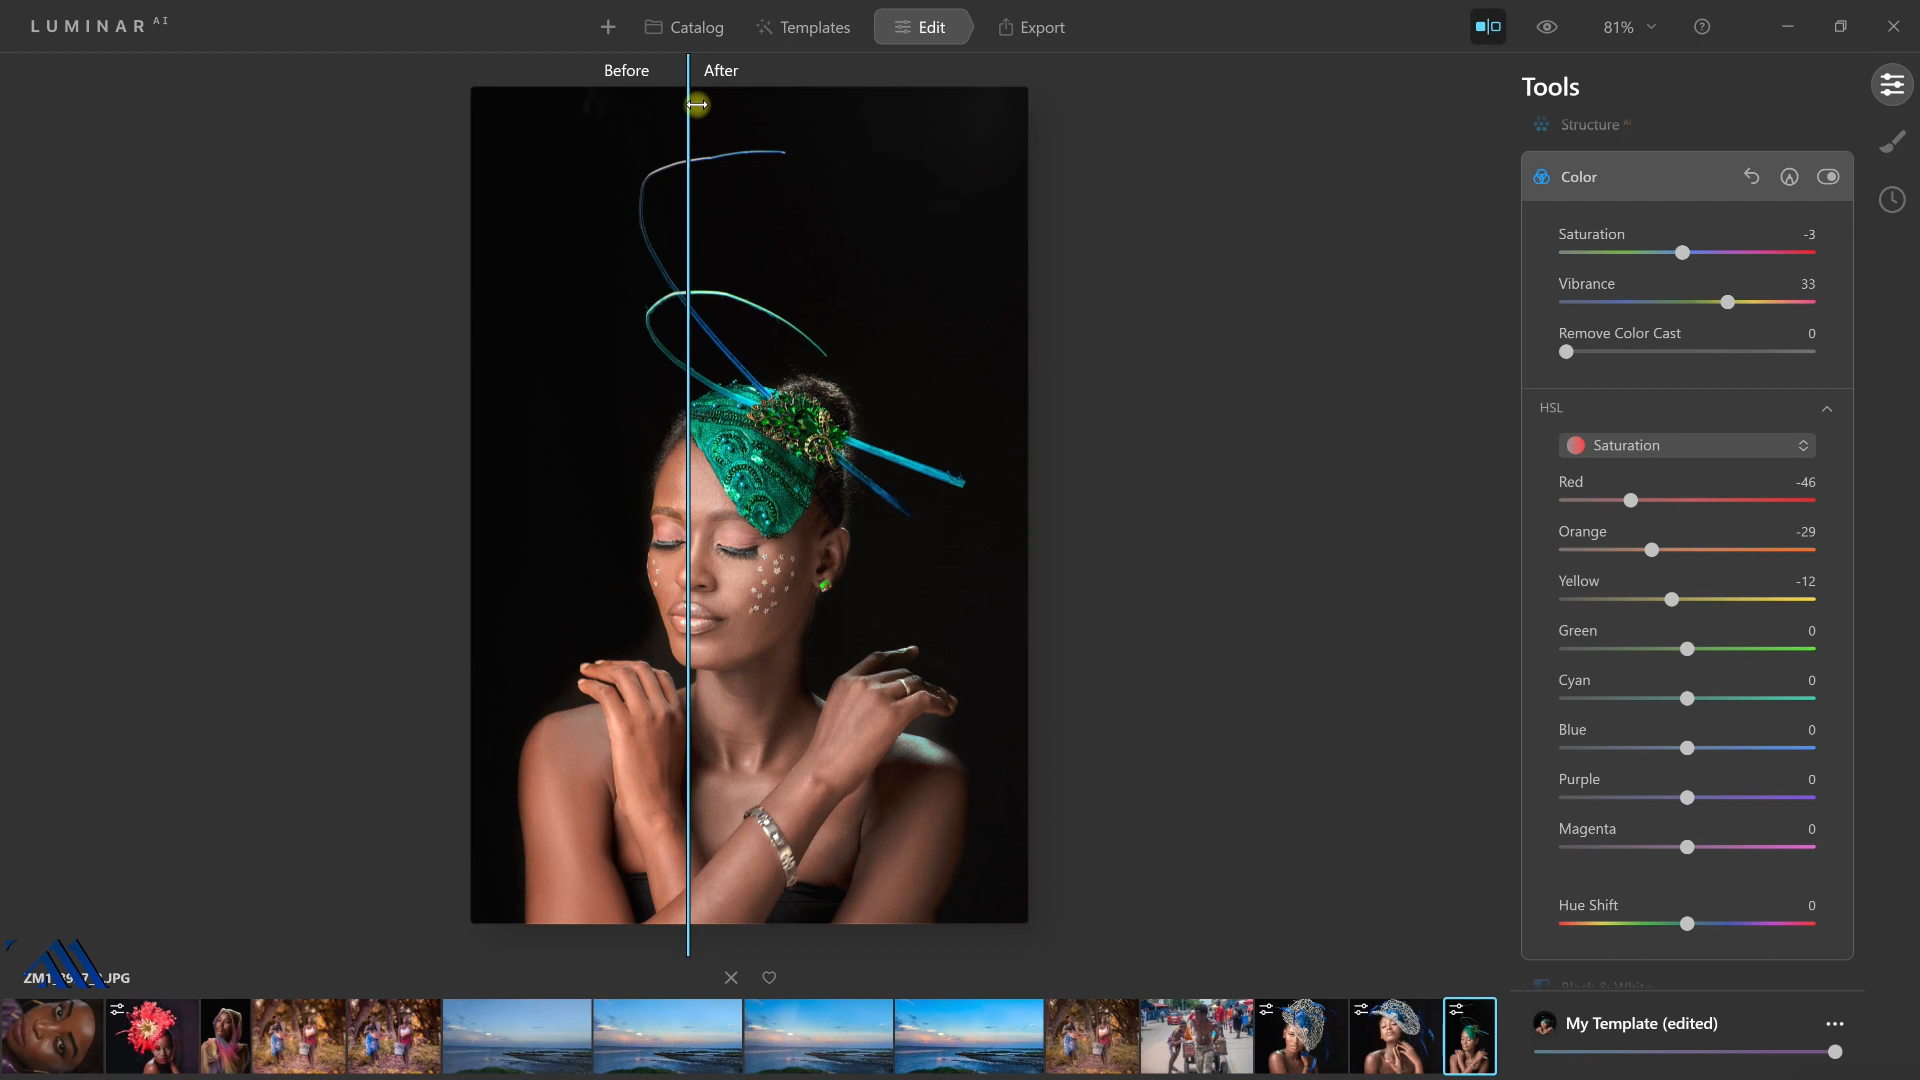 LUMINAR AI
Catalog
Templates
Edit
Export
81%
Before
After
Tools
Structure AI
Color
Saturation -3
Vibrance 33
Remove Color Cast 0
HSL
Saturation
Red -46
Orange -29
Yellow -12
Green 0
Cyan 0
Blue 0
Purple 0
Magenta 0
Hue Shift 0
Black & White
My Template (edited)